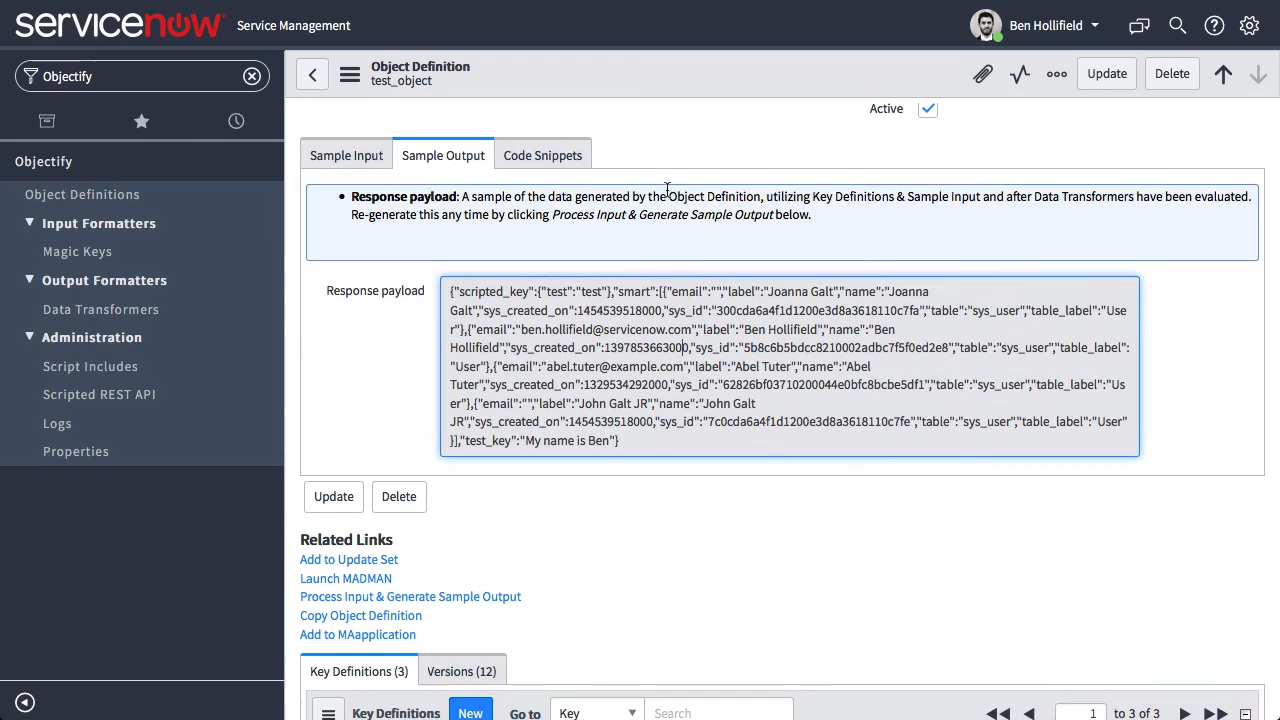 servicenow Service Management
Ben Hollifield
Objectify
Object Definition
test_object
Update
Delete
Active
Objectify
Object Definitions
Input Formatters
Magic Keys
Output Formatters
Data Transformers
Administration
Script Includes
Scripted REST API
Logs
Properties
Sample Input
Sample Output
Code Snippets
• Response payload: A sample of the data generated by the Object Definition, utilizing Key Definitions & Sample Input and after Data Transformers have been evaluated.
Re-generate this any time by clicking Process Input & Generate Sample Output below.
Response payload
{"scripted_key":{"test":"test"},"smart":[{"email":"","label":"Joanna Galt","name":"Joanna
Galt","sys_created_on":1454539518000,"sys_id":"300cda6a4f1d1200e3d8a3618110c7fa","table":"sys_user","table_label":"Use
r"},{"email":"ben.hollifield@servicenow.com","label":"Ben Hollifield","name":"Ben
Hollifield","sys_created_on":1397853663000,"sys_id":"5b8c6b5bdcc8210002adbc7f5f0ed2e8","table":"sys_user","table_label":
"User"},{"email":"abel.tuter@example.com","label":"Abel Tuter","name":"Abel
Tuter","sys_created_on":1329534292000,"sys_id":"62826bf03710200044e0bfc8bcbe5df1","table":"sys_user","table_label":"Us
er"},{"email":"","label":"John Galt JR","name":"John Galt
JR","sys_created_on":1454539518000,"sys_id":"7c0cda6a4f1d1200e3d8a3618110c7fe","table":"sys_user","table_label":"User"
}],"test_key":"My name is Ben"}
Update
Delete
Related Links
Add to Update Set
Launch MADMAN
Process Input & Generate Sample Output
Copy Object Definition
Add to MAapplication
Key Definitions (3)
Versions (12)
Key Definitions
New
Go to
Key
Search
1
to 3 of 3